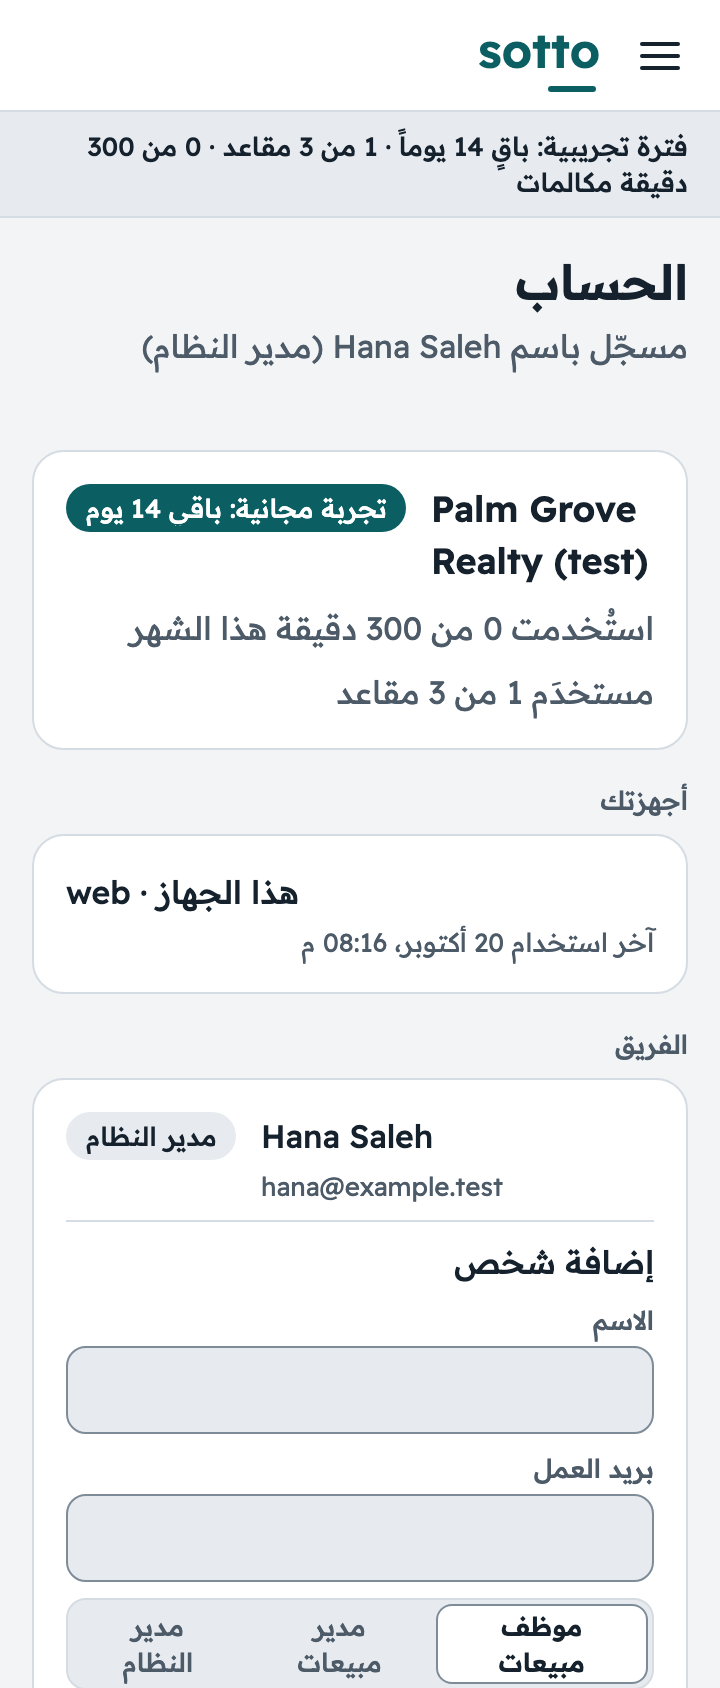 sotto
فترة تجريبية: باقٍ 14 يوماً · 1 من 3 مقاعد · 0 من 300
دقيقة مكالمات
الحساب
مسجّل باسم Hana Saleh (مدير النظام)
Palm Grove
Realty (test)
تجربة مجانية: باقي 14 يوم
استُخدمت 0 من 300 دقيقة هذا الشهر
مستخدَم 1 من 3 مقاعد
أجهزتك
هذا الجهاز · web
آخر استخدام 20 أكتوبر، 08:16 م
الفريق
Hana Saleh
مدير النظام
hana@example.test
إضافة شخص
الاسم
بريد العمل
موظف
مبيعات
مدير
مبيعات
مدير
النظام